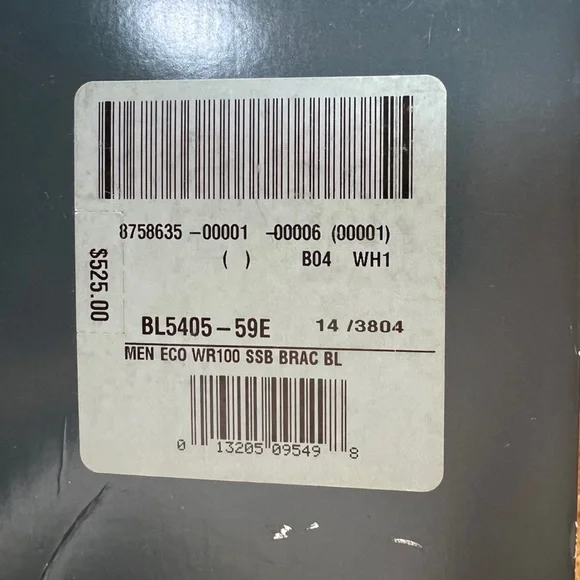 8758635 -00001 -00006 (00001)
( ) B04 WH1
$525.00
BL5405-59E 14 /3804
MEN ECO WR100 SSB BRAC BL
0 13205 09549 8